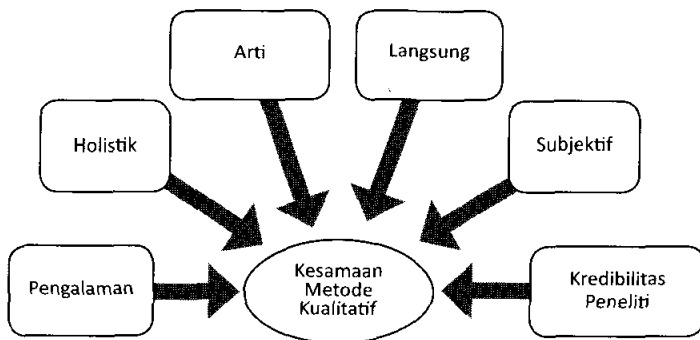 Arti
Langsung
Holistik
Subjektif
Pengalaman
Kesamaan
Metode
Kualitatif
Kredibilitas
Peneliti